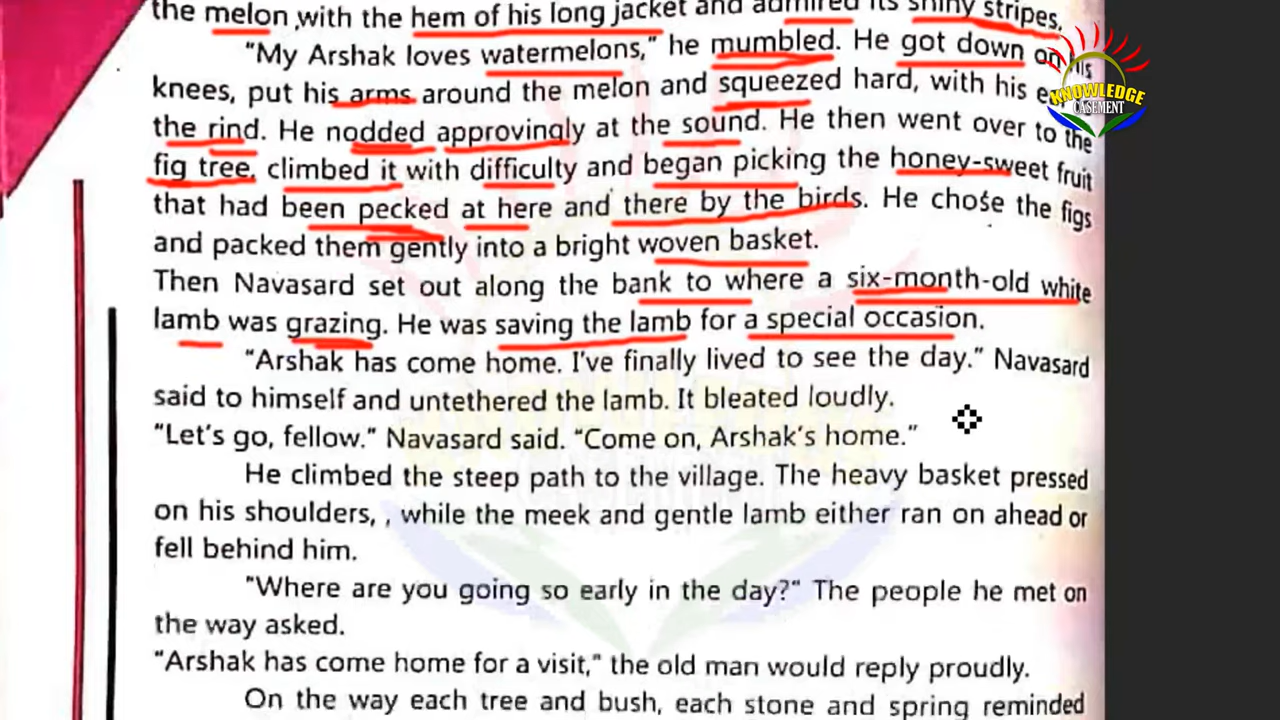 the melon ,with the hem of his long jacket and admired its shiny stripes.
"My Arshak loves watermelons," he mumbled. He got down on his
knees, put his arms around the melon and squeezed hard, with his
the rind. He nodded approvingly at the sound. He then went over to the
fig tree, climbed it with difficulty and began picking the honey-sweet fruit
that had been pecked at here and there by the birds. He chose the figs
and packed them gently into a bright woven basket.
Then Navasard set out along the bank to where a six-month-old white
lamb was grazing. He was saving the lamb for a special occasion.
"Arshak has come home. I've finally lived to see the day." Navasard
said to himself and untethered the lamb. It bleated loudly.
"Let's go, fellow." Navasard said. "Come on, Arshak's home."
He climbed the steep path to the village. The heavy basket pressed
on his shoulders, , while the meek and gentle lamb either ran on ahead or
fell behind him.
"Where are you going so early in the day?" The people he met on
the way asked.
"Arshak has come home for a visit," the old man would reply proudly.
On the way each tree and bush, each stone and spring reminded
KNOWLEDGE
CASEMENT